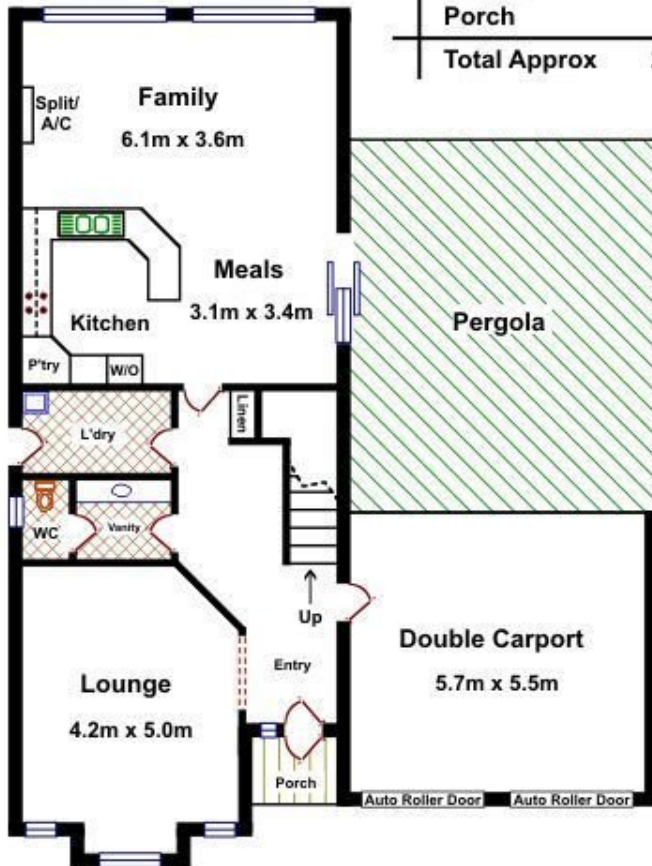 Porch
Total Approx
Split/
A/C
Family
6.1m x 3.6m
Meals
3.1m x 3.4m
Kitchen
P'try
W/O
Pergola
Linen
L'dry
WC
Vanity
Up
Entry
Lounge
4.2m x 5.0m
Double Carport
5.7m x 5.5m
Porch
Auto Roller Door
Auto Roller Door